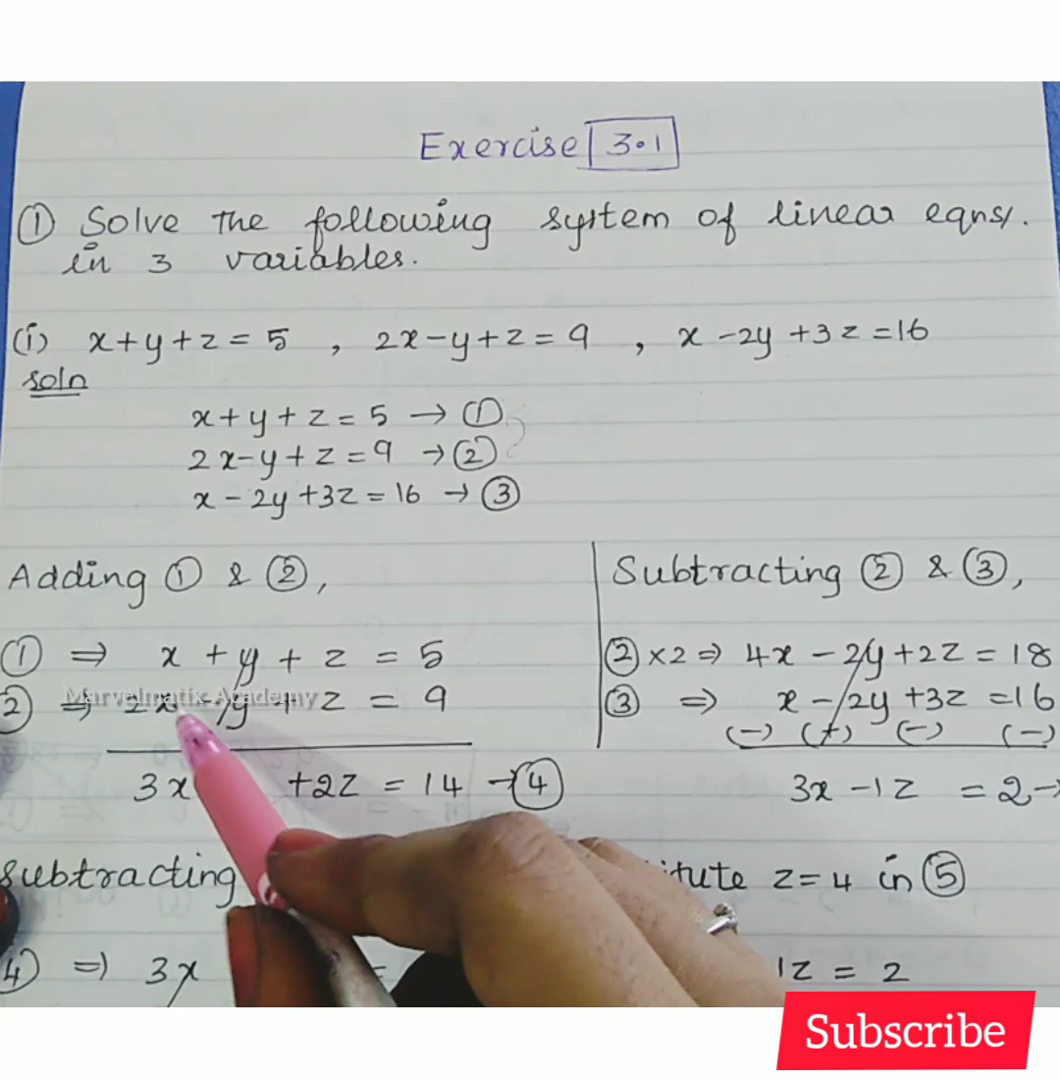 Exercise 3.1
① Solve the following system of linear eqns/.
in 3 variables.
(i) x+y+z=5 , 2x-y+z=9 , x-2y+3z=16
soln
x+y+z=5 → ①
2x-y+z=9 → ②
x-2y+3z=16 → ③
Adding ① & ②,
① ⇒ x+y+z=5
② ⇒ 2x-y+z=9
Marvelmatix Academy
3x +2z=14 → ④
Subtracting ② & ③,
②×2 ⇒ 4x-2y+2z=18
③ ⇒ x-2y+3z=16
(-) (+) (-) (-)
3x-1z=2→
Subtracting
④ ⇒ 3x =
tute z=4 in ⑤
1z=2
Subscribe